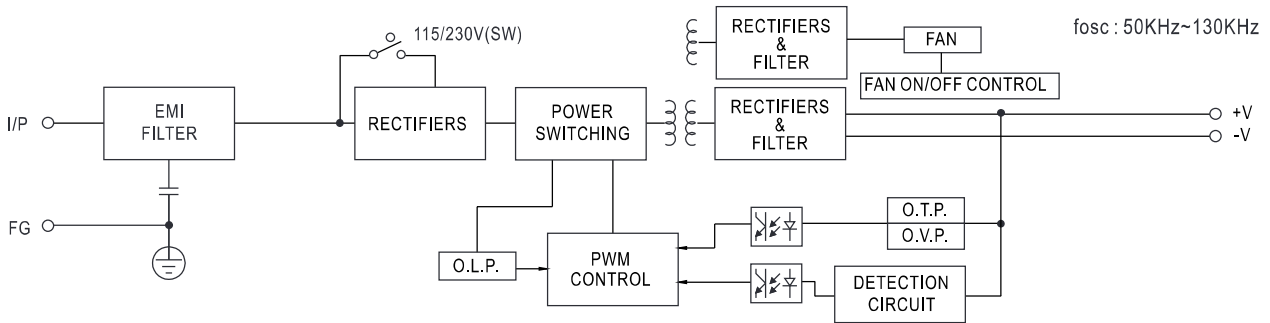 115/230V(SW)
RECTIFIERS
&
FILTER
FAN
fosc : 50KHz~130KHz
FAN ON/OFF CONTROL
I/P
EMI
FILTER
RECTIFIERS
POWER
SWITCHING
RECTIFIERS
&
FILTER
+V
-V
FG
O.T.P.
O.V.P.
O.L.P.
PWM
CONTROL
DETECTION
CIRCUIT